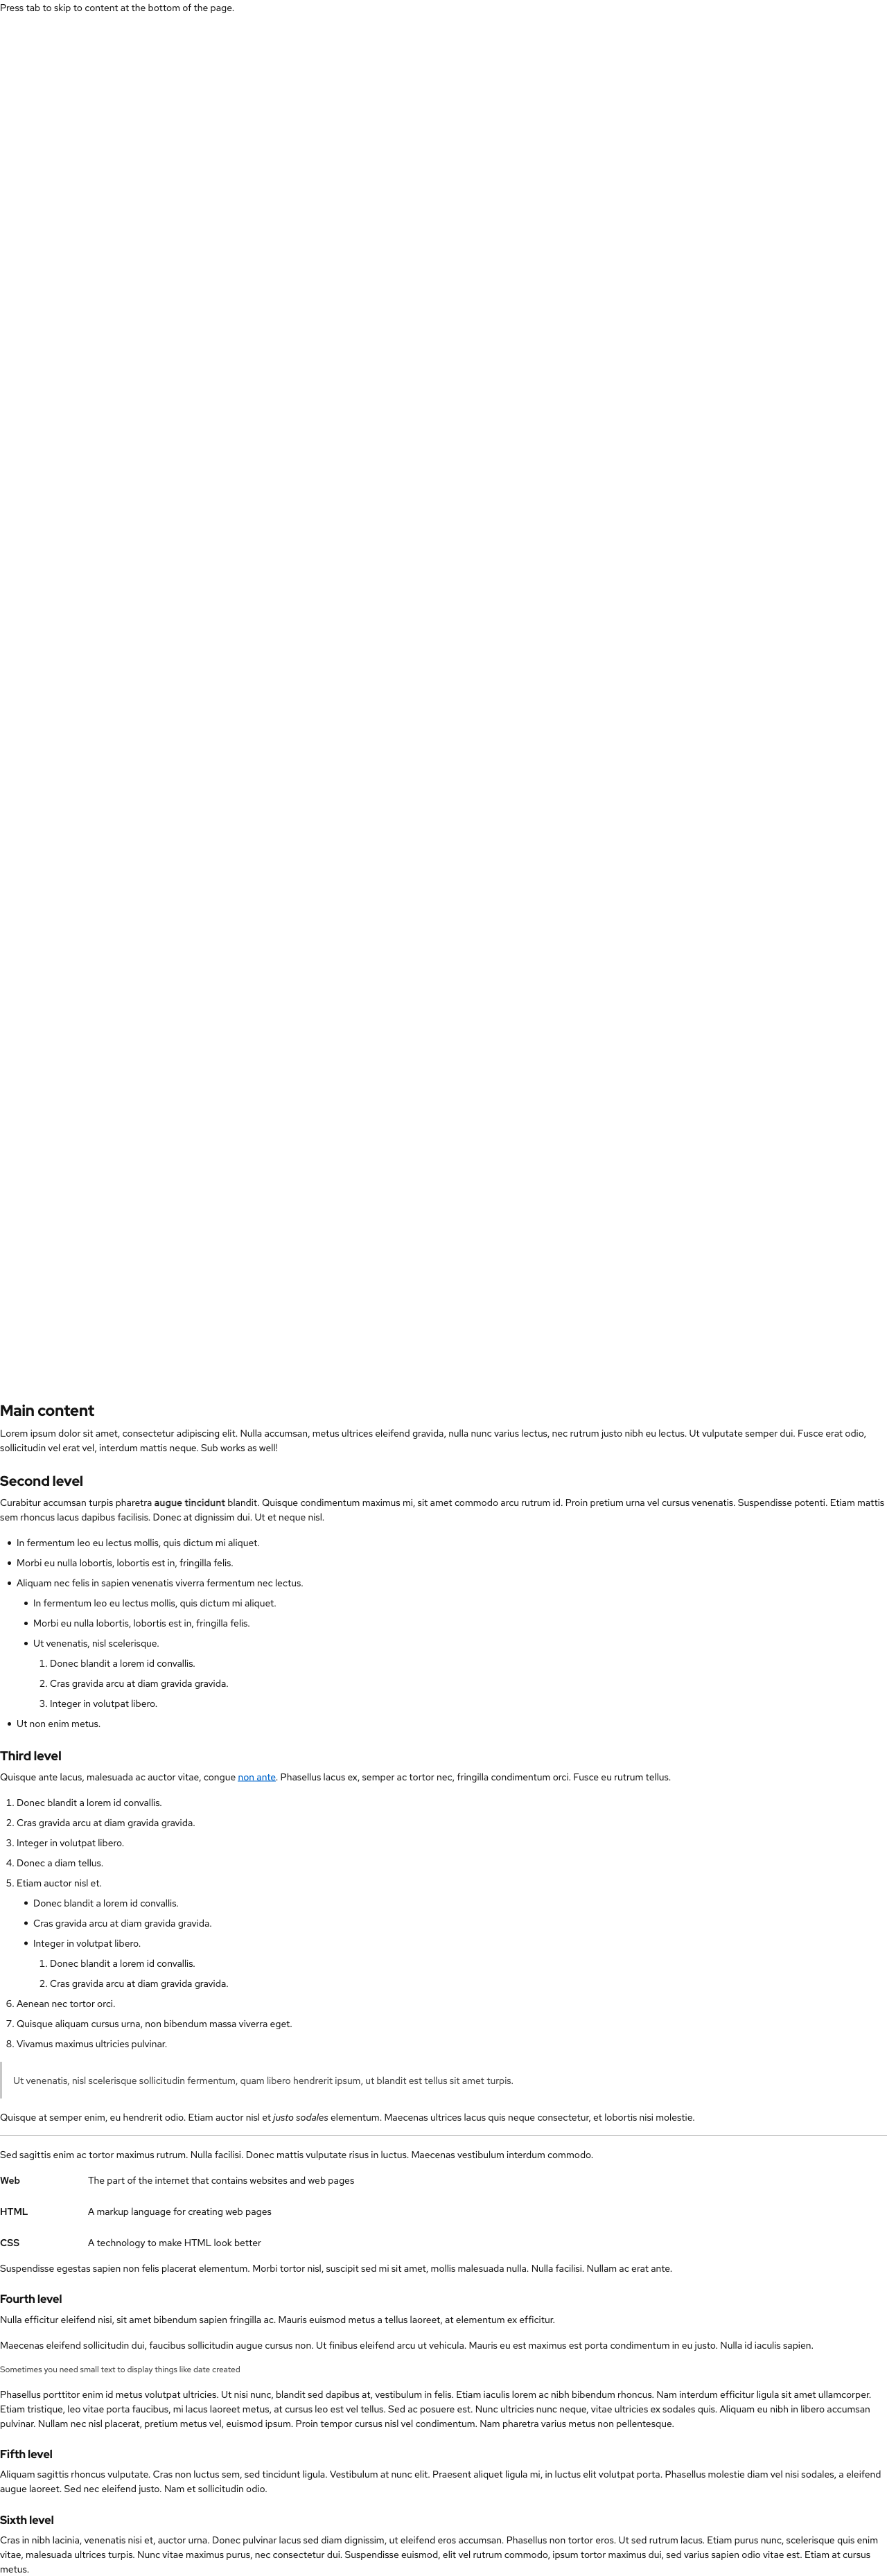 Press tab to skip to content at the bottom of the page.
Main content
Lorem ipsum dolor sit amet, consectetur adipiscing elit. Nulla accumsan, metus ultrices eleifend gravida, nulla nunc varius lectus, nec rutrum justo nibh eu lectus. Ut vulputate semper dui. Fusce erat odio,
sollicitudin vel erat vel, interdum mattis neque. Sub works as well!
Second level
Curabitur accumsan turpis pharetra augue tincidunt blandit. Quisque condimentum maximus mi, sit amet commodo arcu rutrum id. Proin pretium urna vel cursus venenatis. Suspendisse potenti. Etiam mattis
sem rhoncus lacus dapibus facilisis. Donec at dignissim dui. Ut et neque nisl.
• In fermentum leo eu lectus mollis, quis dictum mi aliquet.
• Morbi eu nulla lobortis, lobortis est in, fringilla felis.
• Aliquam nec felis in sapien venenatis viverra fermentum nec lectus.
• In fermentum leo eu lectus mollis, quis dictum mi aliquet.
• Morbi eu nulla lobortis, lobortis est in, fringilla felis.
• Ut venenatis, nisl scelerisque.
1. Donec blandit a lorem id convallis.
2. Cras gravida arcu at diam gravida gravida.
3. Integer in volutpat libero.
• Ut non enim metus.
Third level
Quisque ante lacus, malesuada ac auctor vitae, congue non ante. Phasellus lacus ex, semper ac tortor nec, fringilla condimentum orci. Fusce eu rutrum tellus.
1. Donec blandit a lorem id convallis.
2. Cras gravida arcu at diam gravida gravida.
3. Integer in volutpat libero.
4. Donec a diam tellus.
5. Etiam auctor nisl et.
• Donec blandit a lorem id convallis.
• Cras gravida arcu at diam gravida gravida.
• Integer in volutpat libero.
1. Donec blandit a lorem id convallis.
2. Cras gravida arcu at diam gravida gravida.
6. Aenean nec tortor orci.
7. Quisque aliquam cursus urna, non bibendum massa viverra eget.
8. Vivamus maximus ultricies pulvinar.
Ut venenatis, nisl scelerisque sollicitudin fermentum, quam libero hendrerit ipsum, ut blandit est tellus sit amet turpis.
Quisque at semper enim, eu hendrerit odio. Etiam auctor nisl et justo sodales elementum. Maecenas ultrices lacus quis neque consectetur, et lobortis nisi molestie.
Sed sagittis enim ac tortor maximus rutrum. Nulla facilisi. Donec mattis vulputate risus in luctus. Maecenas vestibulum interdum commodo.
Web The part of the internet that contains websites and web pages
HTML A markup language for creating web pages
CSS A technology to make HTML look better
Suspendisse egestas sapien non felis placerat elementum. Morbi tortor nisl, suscipit sed mi sit amet, mollis malesuada nulla. Nulla facilisi. Nullam ac erat ante.
Fourth level
Nulla efficitur eleifend nisi, sit amet bibendum sapien fringilla ac. Mauris euismod metus a tellus laoreet, at elementum ex efficitur.
Maecenas eleifend sollicitudin dui, faucibus sollicitudin augue cursus non. Ut finibus eleifend arcu ut vehicula. Mauris eu est maximus est porta condimentum in eu justo. Nulla id iaculis sapien.
Sometimes you need small text to display things like date created
Phasellus porttitor enim id metus volutpat ultricies. Ut nisi nunc, blandit sed dapibus at, vestibulum in felis. Etiam iaculis lorem ac nibh bibendum rhoncus. Nam interdum efficitur ligula sit amet ullamcorper.
Etiam tristique, leo vitae porta faucibus, mi lacus laoreet metus, at cursus leo est vel tellus. Sed ac posuere est. Nunc ultricies nunc neque, vitae ultricies ex sodales quis. Aliquam eu nibh in libero accumsan
pulvinar. Nullam nec nisl placerat, pretium metus vel, euismod ipsum. Proin tempor cursus nisl vel condimentum. Nam pharetra varius metus non pellentesque.
Fifth level
Aliquam sagittis rhoncus vulputate. Cras non luctus sem, sed tincidunt ligula. Vestibulum at nunc elit. Praesent aliquet ligula mi, in luctus elit volutpat porta. Phasellus molestie diam vel nisi sodales, a eleifend
augue laoreet. Sed nec eleifend justo. Nam et sollicitudin odio.
Sixth level
Cras in nibh lacinia, venenatis nisi et, auctor urna. Donec pulvinar lacus sed diam dignissim, ut eleifend eros accumsan. Phasellus non tortor eros. Ut sed rutrum lacus. Etiam purus nunc, scelerisque quis enim
vitae, malesuada ultrices turpis. Nunc vitae maximus purus, nec consectetur dui. Suspendisse euismod, elit vel rutrum commodo, ipsum tortor maximus dui, sed varius sapien odio vitae est. Etiam at cursus
metus.